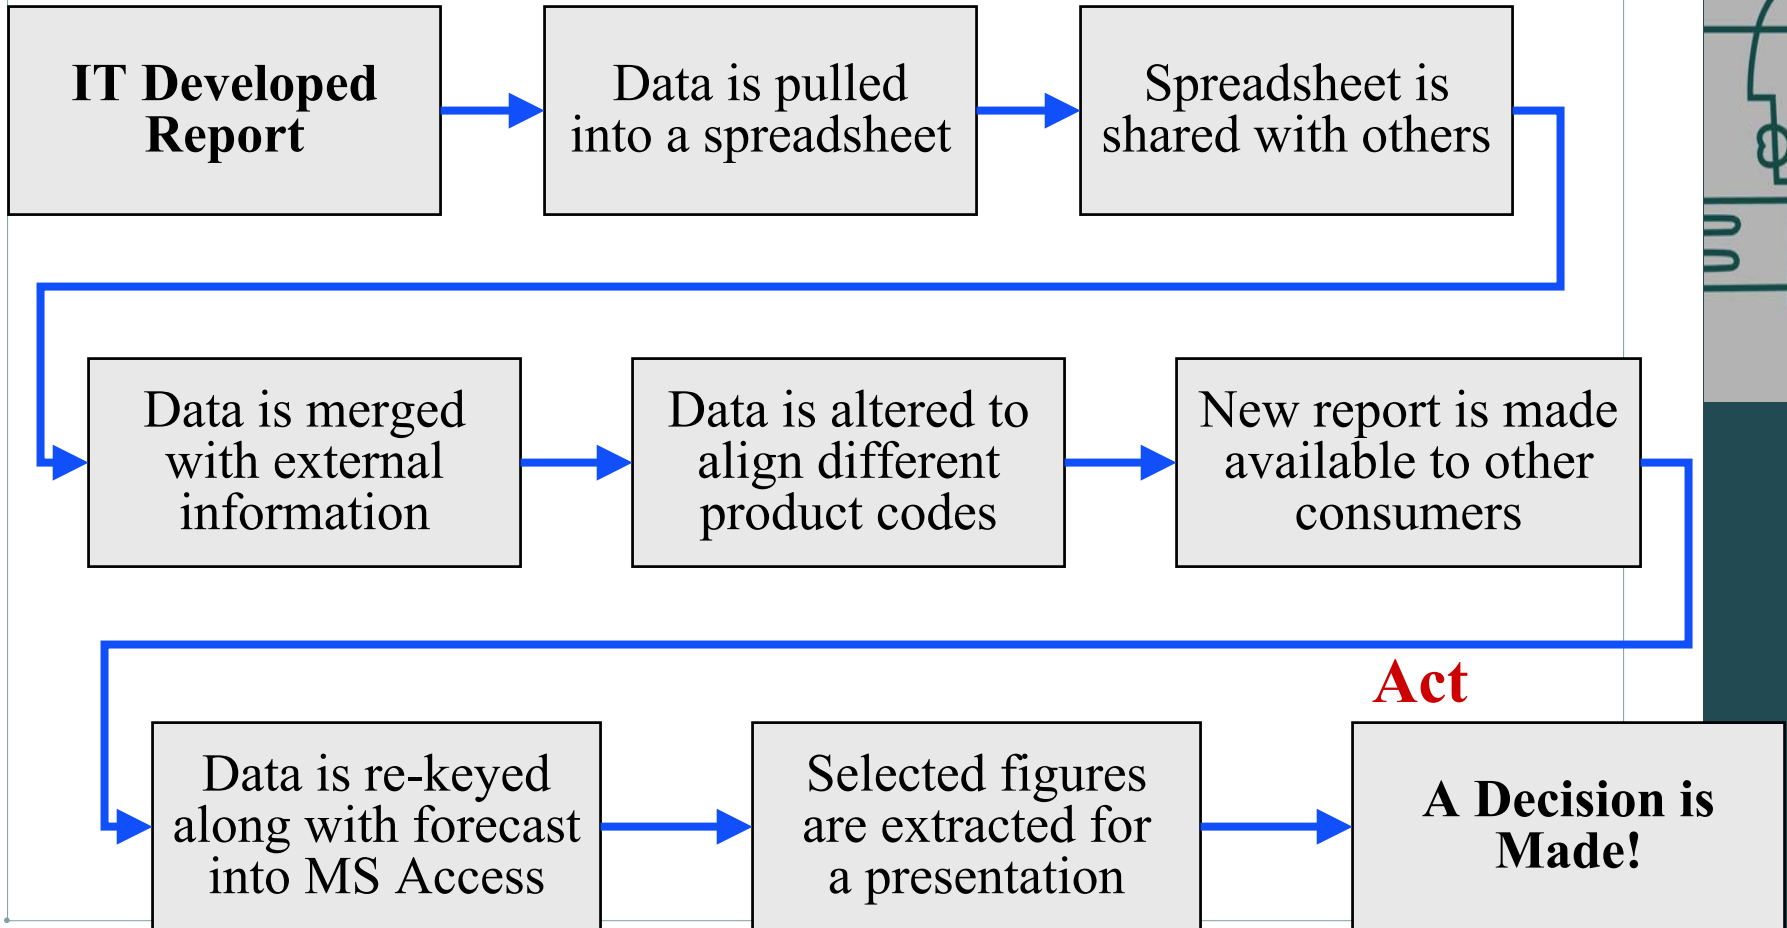 IT Developed
Report
Data is pulled
into a spreadsheet
Spreadsheet is
shared with others
Data is merged
with external
information
Data is altered to
align different
product codes
New report is made
available to other
consumers
Act
Data is re-keyed
along with forecast
into MS Access
Selected figures
are extracted for
a presentation
A Decision is
Made!